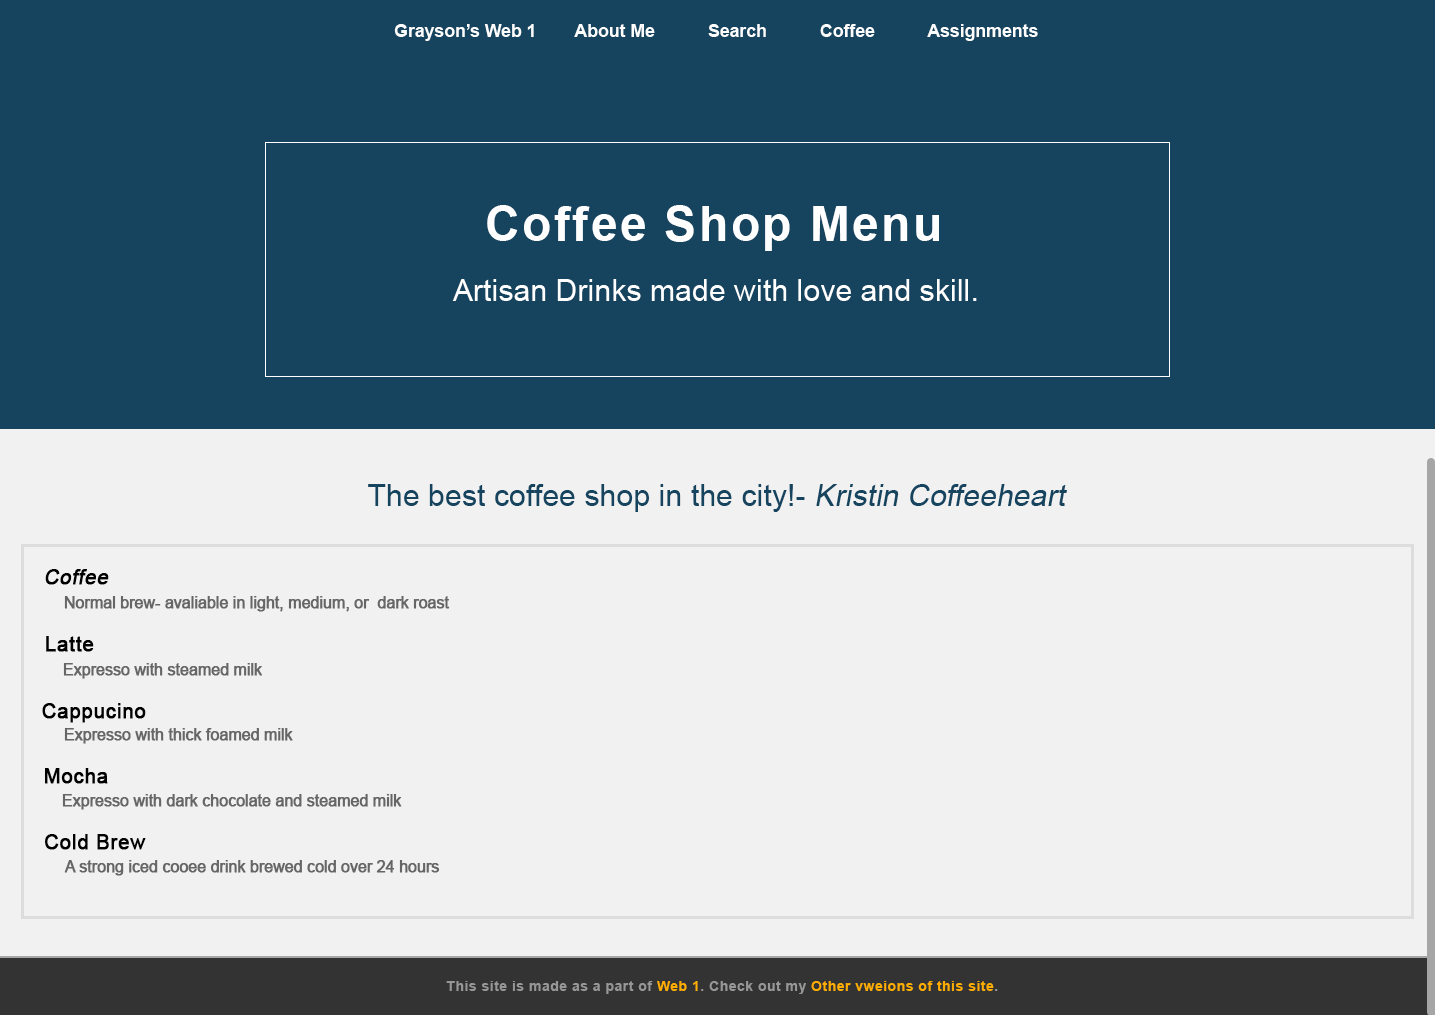 Grayson’s Web 1 About Me Search Coffee Assignments
Coffee Shop Menu
Artisan Drinks made with love and skill.
The best coffee shop in the city!- Kristin Coffeeheart
Coffee
Normal brew- avaliable in light, medium, or  dark roast
Latte
Expresso with steamed milk
Cappucino
Expresso with thick foamed milk
Mocha
Expresso with dark chocolate and steamed milk
Cold Brew
A strong iced cooee drink brewed cold over 24 hours
This site is made as a part of Web 1. Check out my Other vweions of this site.